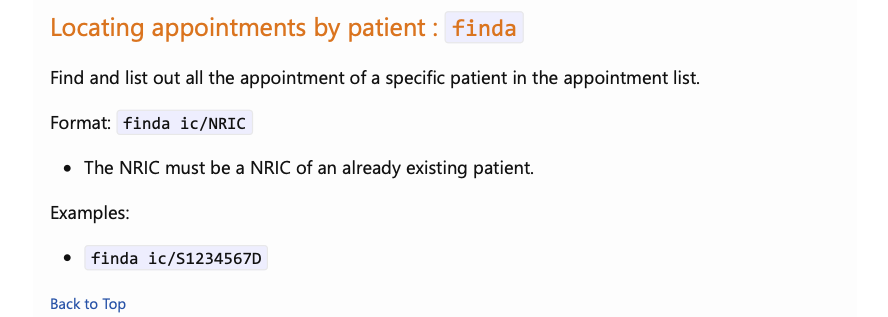 Locating appointments by patient : finda
Find and list out all the appointment of a specific patient in the appointment list.
Format: finda ic/NRIC
• The NRIC must be a NRIC of an already existing patient.
Examples:
• finda ic/S1234567D
Back to Top